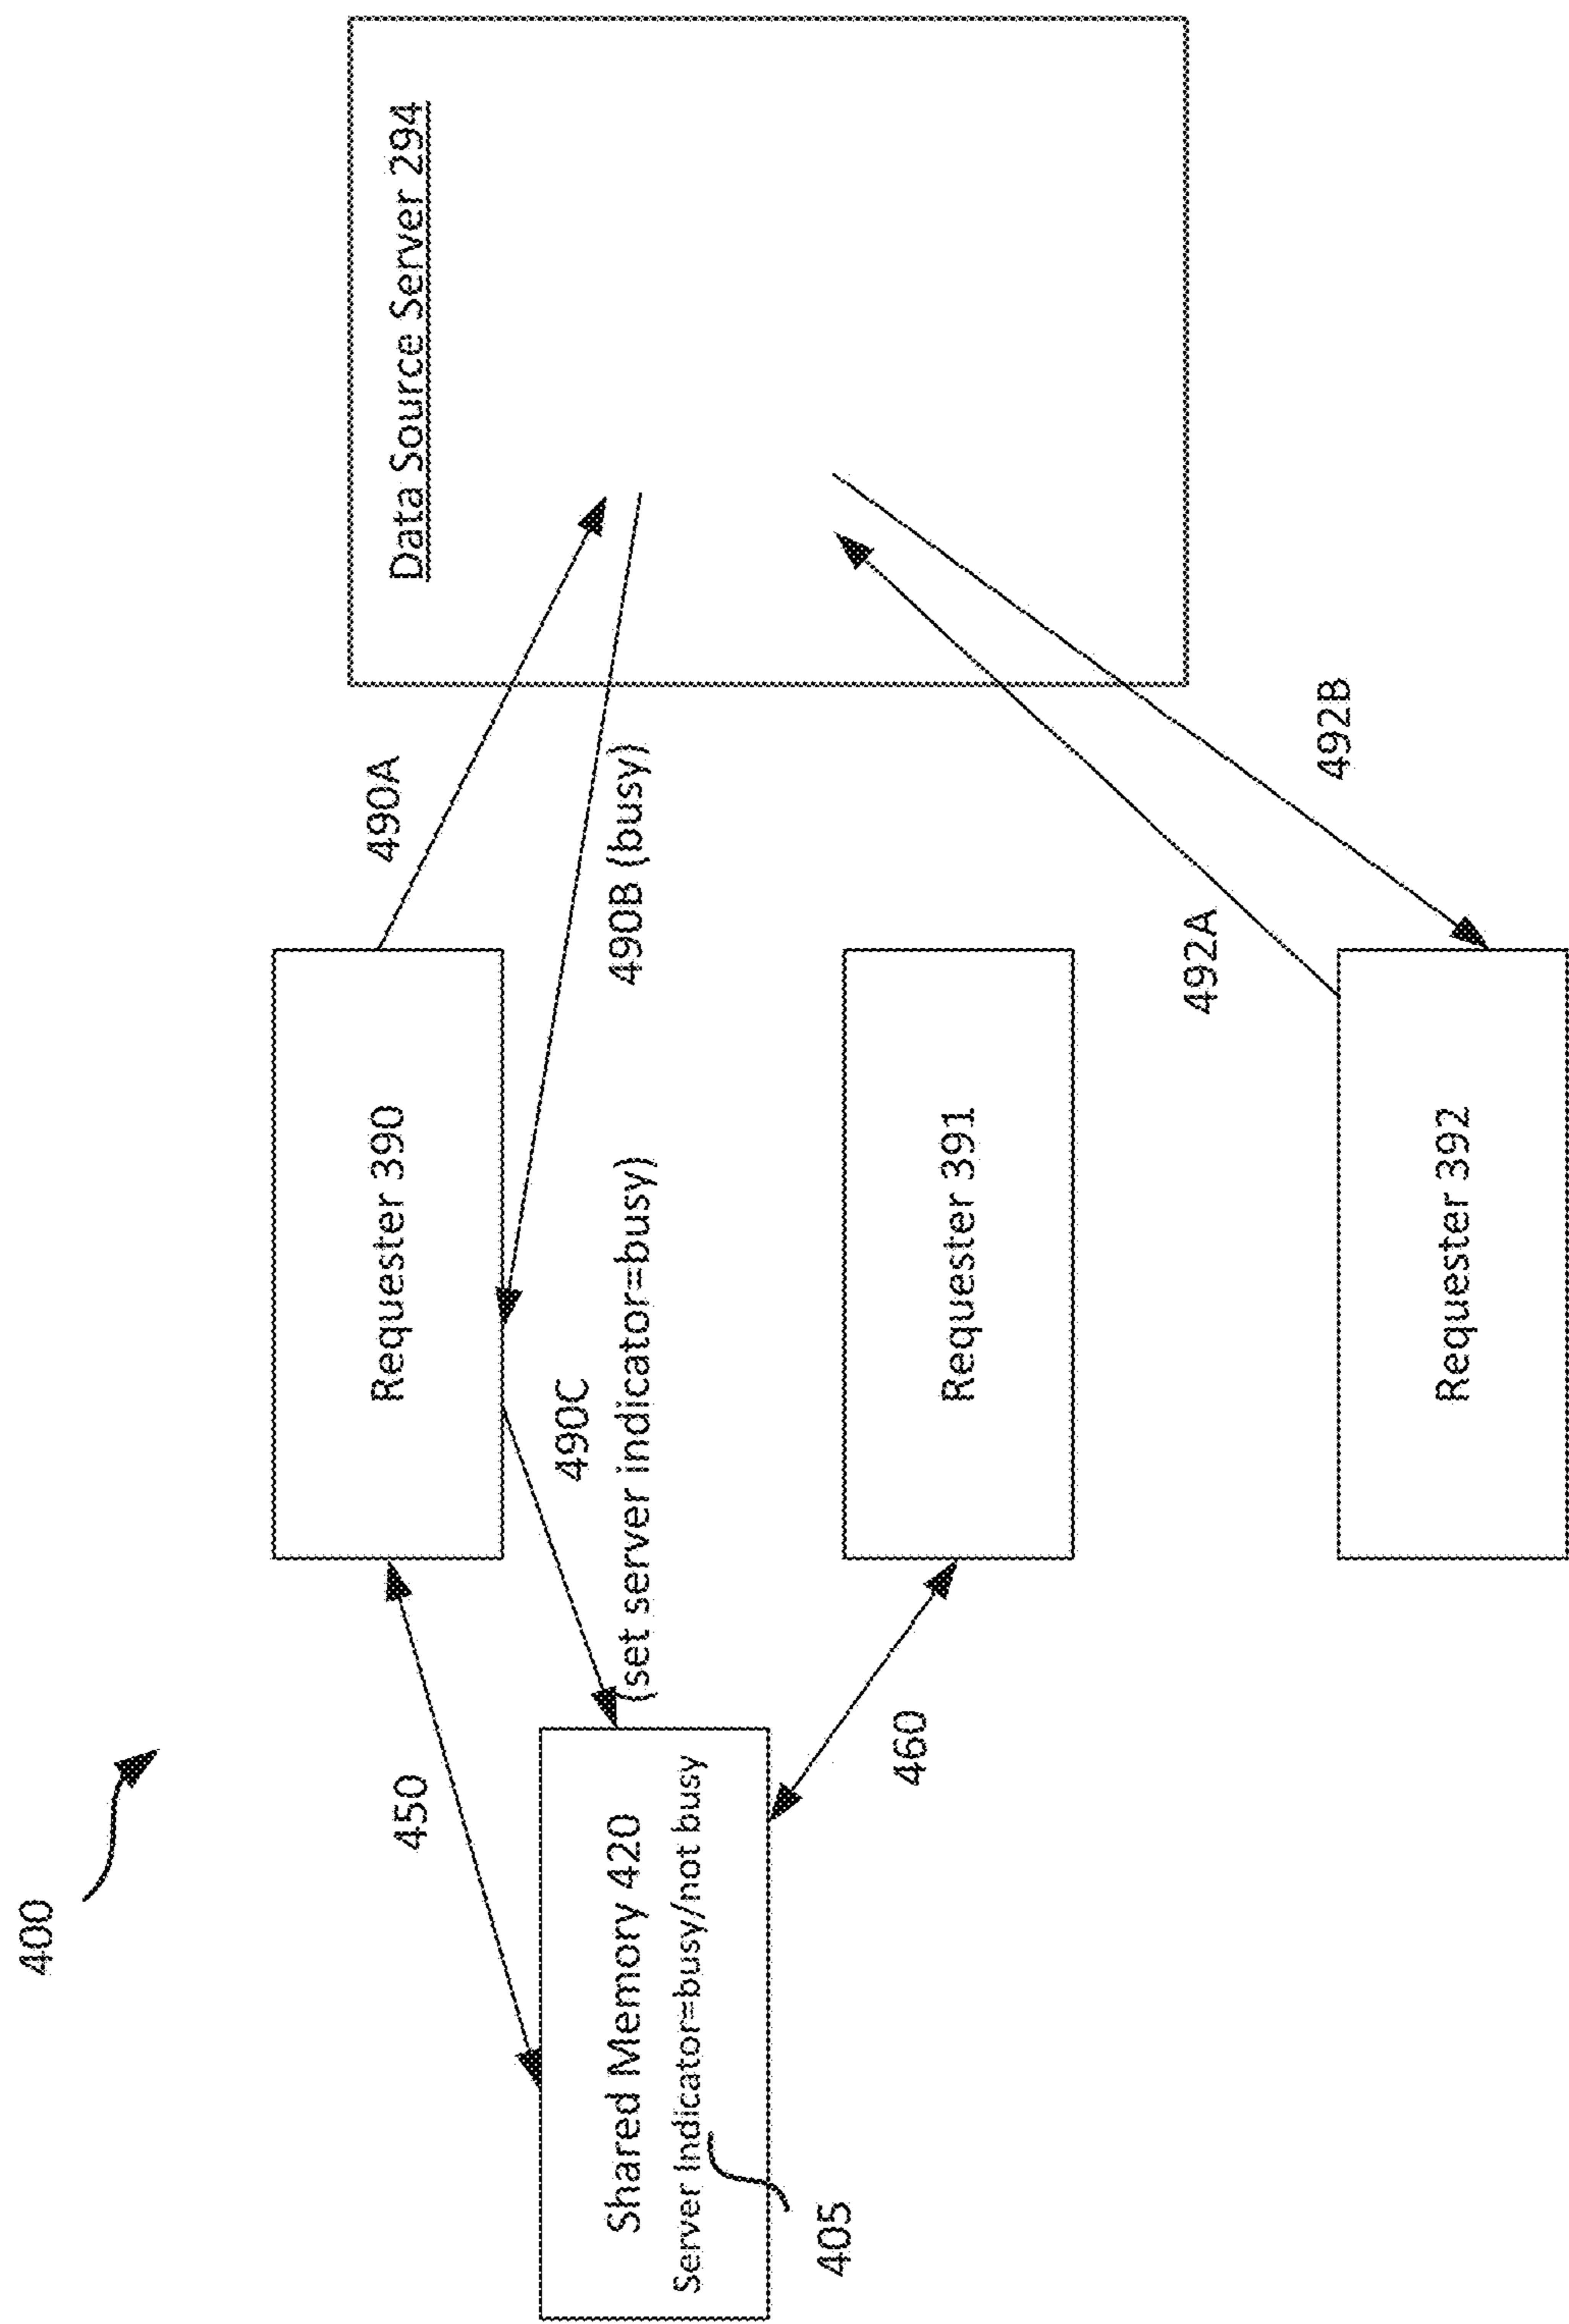 400
450
Shared Memory 420
Server Indicator=busy/not busy
405
460
Requester 390
490C
(set server indicator=busy)
Requester 391
Requester 392
490A
490B (busy)
492A
492B
Data Source Server 294